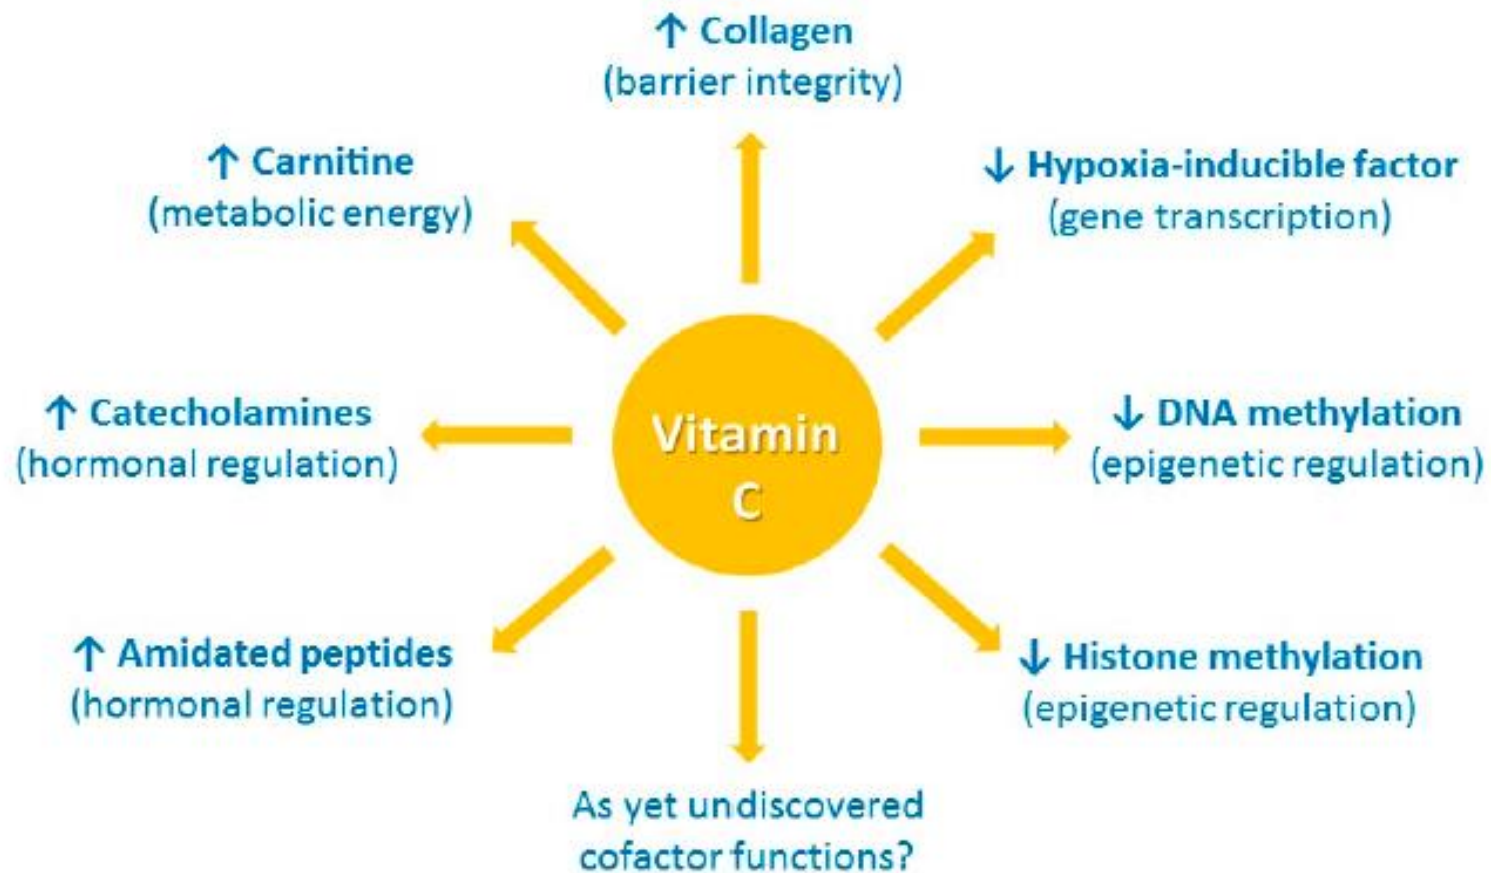 ↑ Collagen
(barrier integrity)
↑ Carnitine
(metabolic energy)
↓ Hypoxia-inducible factor
(gene transcription)
↑ Catecholamines
(hormonal regulation)
Vitamin
C
↓ DNA methylation
(epigenetic regulation)
↑ Amidated peptides
(hormonal regulation)
↓ Histone methylation
(epigenetic regulation)
As yet undiscovered
cofactor functions?